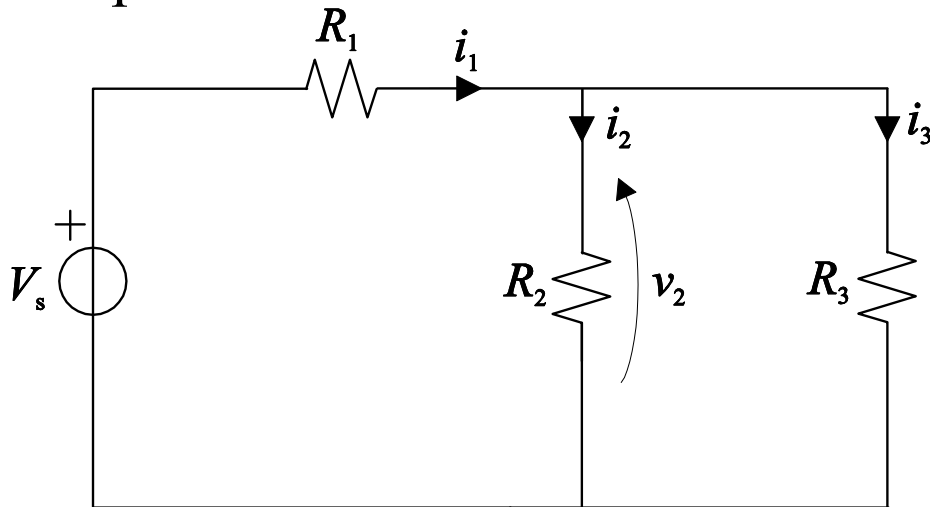 R₁
i₁
i₂
i₃
+
Vₛ
R₂
v₂
R₃